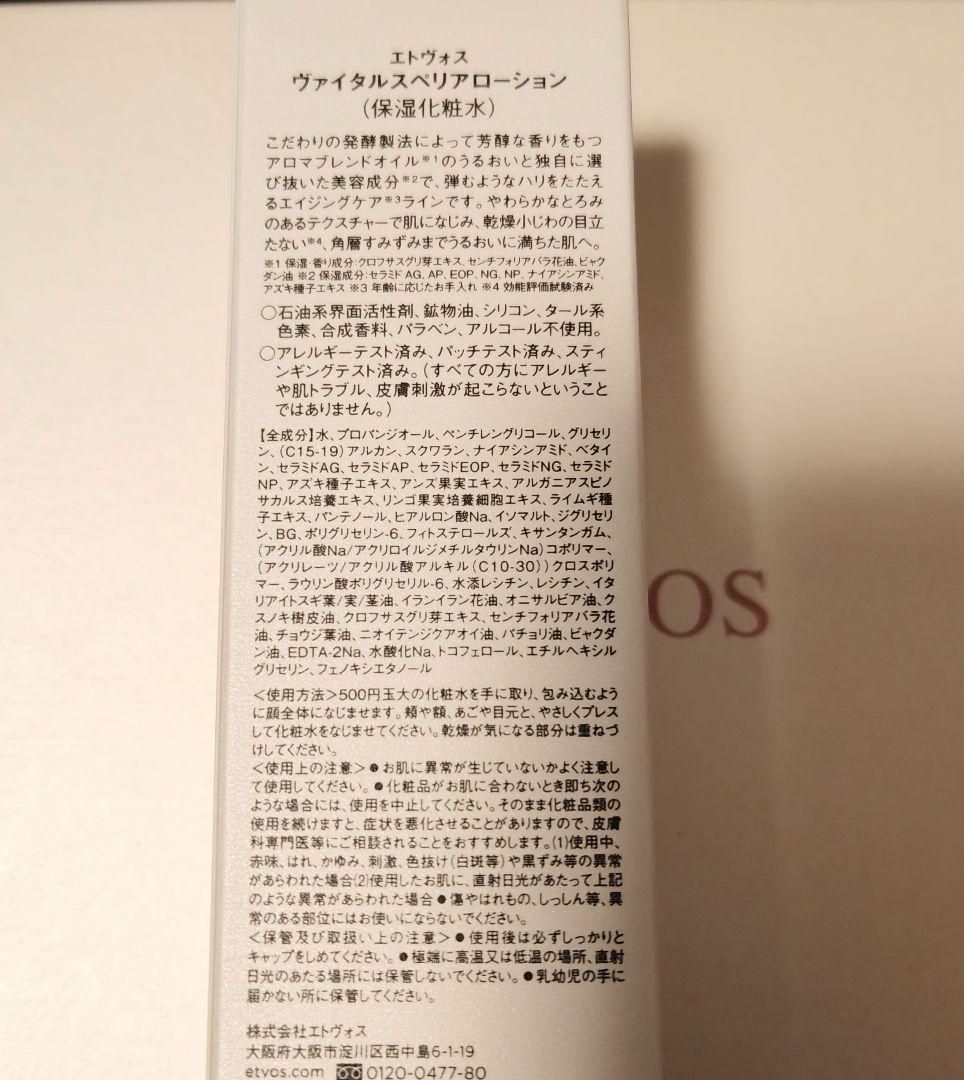 エトヴォス
ヴァイタルスペリアローション
（保湿化粧水）
こだわりの発酵製法によって芳醇な香りをもつ
アロマブレンドオイル※1のうるおいと独自に選
び抜いた美容成分※2で、弾むようなハリをたたえ
るエイジングケア※3ラインです。やわらかなとろみ
のあるテクスチャーで肌になじみ、乾燥小じわの目立
たない※4、角層すみずみまでうるおいに満ちた肌へ。
※1 保湿・香り成分：クロフサスグリ芽エキス、センチフォリアバラ花油、ビャク
ダン油 ※2 保湿成分：セラミド AG、AP、EOP、NG、NP、ナイアシンアミド、
アズキ種子エキス ※3 年齢に応じたお手入れ ※4 効能評価試験済み
○石油系界面活性剤、鉱物油、シリコン、タール系
色素、合成香料、パラベン、アルコール不使用。
○アレルギーテスト済み、パッチテスト済み、スティ
ンギングテスト済み。（すべての方にアレルギー
や肌トラブル、皮膚刺激が起こらないということ
ではありません。）
【全成分】水、プロパンジオール、ペンチレングリコール、グリセリ
ン、（C15-19）アルカン、スクワラン、ナイアシンアミド、ベタイ
ン、セラミドAG、セラミドAP、セラミドEOP、セラミドNG、セラミド
NP、アズキ種子エキス、アンズ果実エキス、アルガニアスピノ
サカルス培養エキス、リンゴ果実培養細胞エキス、ライムギ種
子エキス、パンテノール、ヒアルロン酸Na、イソマルト、ジグリセリ
ン、BG、ポリグリセリン-6、フィトステロールズ、キサンタンガム、
（アクリル酸Na/アクリロイルジメチルタウリンNa）コポリマー、
（アクリレーツ/アクリル酸アルキル（C10-30））クロスポリ
マー、ラウリン酸ポリグリセリル-6、水添レシチン、レシチン、イタ
リアイトスギ葉/実/茎油、イランイラン花油、オニサルビア油、ク
スノキ樹皮油、クロフサスグリ芽エキス、センチフォリアバラ花
油、チョウジ葉油、ニオイテンジクアオイ油、パチョリ油、ビャクダ
ン油、EDTA-2Na、水酸化Na、トコフェロール、エチルヘキシル
グリセリン、フェノキシエタノール
＜使用方法＞500円玉大の化粧水を手に取り、包み込むよう
に顔全体になじませます。頬や額、あごや目元と、やさしくプレス
して化粧水をなじませてください。乾燥が気になる部分は重ねづ
けしてください。
＜使用上の注意＞●お肌に異常が生じていないかよく注意し
て使用してください。●化粧品がお肌に合わないとき即ち次の
ような場合には、使用を中止してください。そのまま化粧品類の
使用を続けますと、症状を悪化させることがありますので、皮膚
科専門医等にご相談されることをおすすめします。(1)使用中、
赤味、はれ、かゆみ、刺激、色抜け（白斑等）や黒ずみ等の異常
があらわれた場合(2)使用したお肌に、直射日光があたって上記
のような異常があらわれた場合●傷やはれもの、しっしん等、異
常のある部位にはお使いにならないでください。
＜保管及び取扱い上の注意＞●使用後は必ずしっかりと
キャップをしめてください。●極端に高温又は低温の場所、直射
日光のあたる場所には保管しないでください。●乳幼児の手に
届かない所に保管してください。
株式会社エトヴォス
大阪府大阪市淀川区西中島6-1-19
etvos.com 0120-0477-80
OS